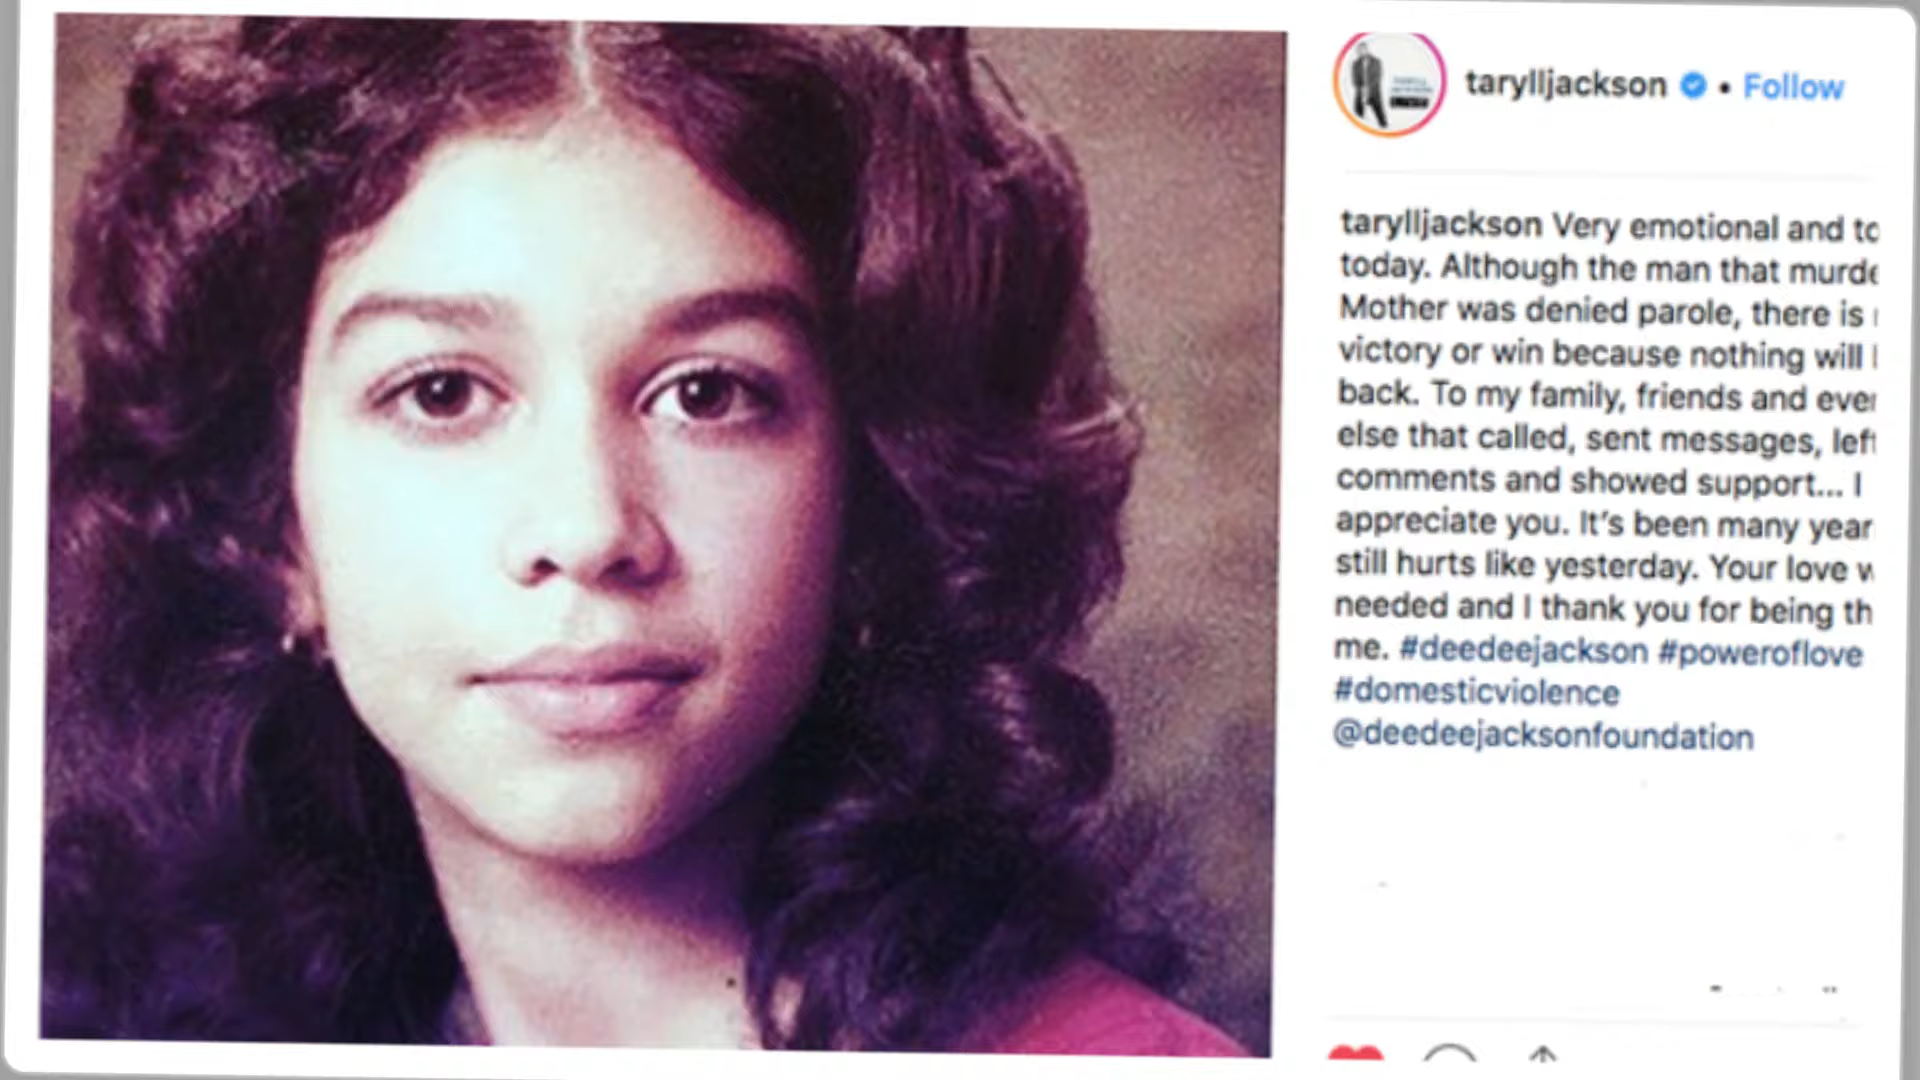 tarylljackson • Follow
tarylljackson Very emotional and
today. Although the man that
Mother was denied parole, there is
victory or win because nothing will
back. To my family, friends and
else that called, sent messages,
comments and showed support... I
appreciate you. It's been many
still hurts like yesterday. Your love
needed and I thank you for being
me. #deedeejackson #poweroflove
#domesticviolence
@deedeejacksonfoundation